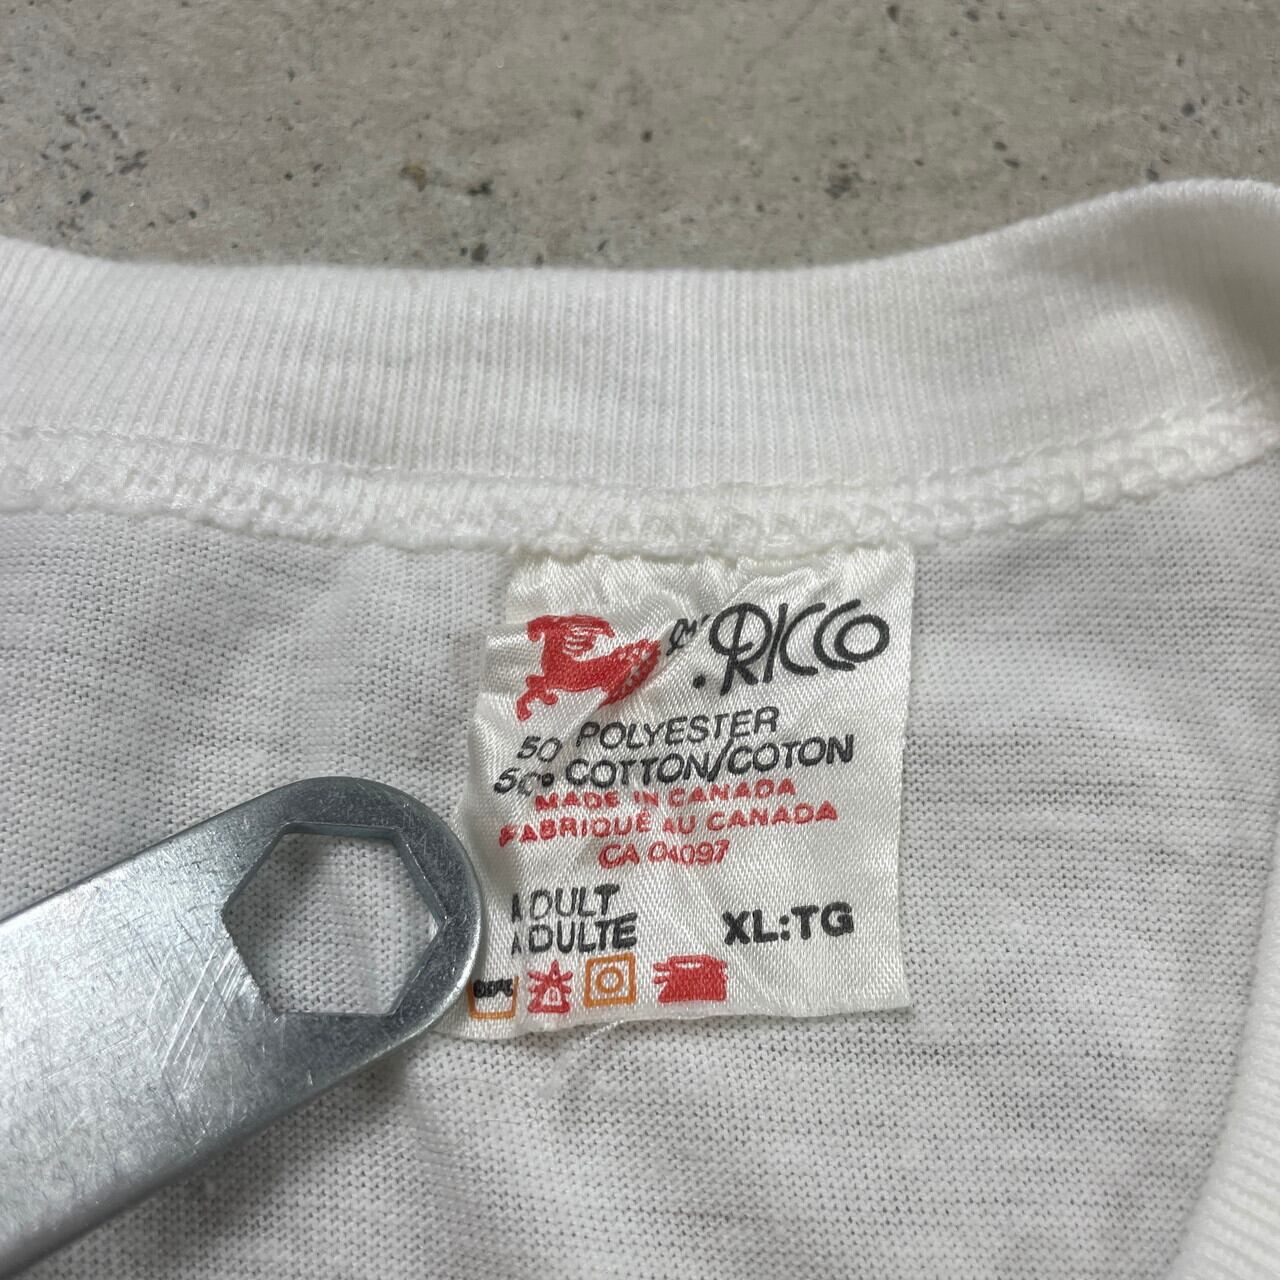 .RICCO
50 POLYESTER
50% COTTON/COTON
MADE IN CANADA
FABRIQUÉ AU CANADA
CA 04097
ADULT
ADULTE
XL:TG